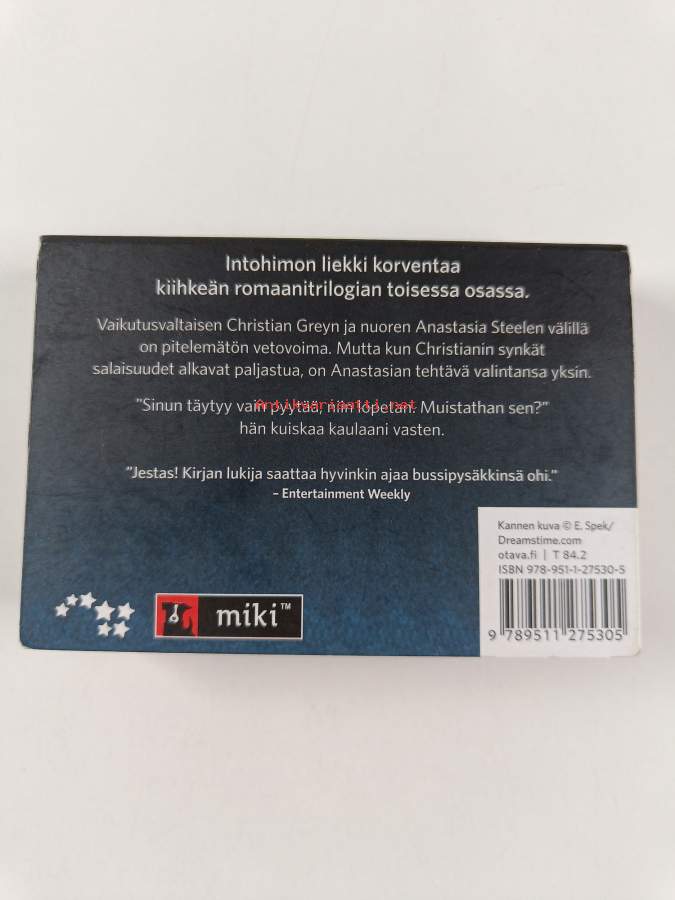 Intohimon liekki korventaa
kiihkeän romaanitrilogian toisessa osassa.
Vaikutusvaltaisen Christian Greyn ja nuoren Anastasia Steelen välillä
on pitelemätön vetovoima. Mutta kun Christianin synkät
salaisuudet alkavat paljastua, on Anastasian tehtävä valintansa yksin.
Antikvariaatti.net
"Sinun täytyy vain pyytää, niin lopetan. Muistathan sen?"
hän kuiskaa kaulaani vasten.
"Jestas! Kirjan lukija saattaa hyvinkin ajaa bussipysäkkinsä ohi."
– Entertainment Weekly
Kannen kuva © E. Spek/
Dreamstime.com
otava.fi | T 84.2
ISBN 978-951-1-27530-5
miki™
9 789511 275305